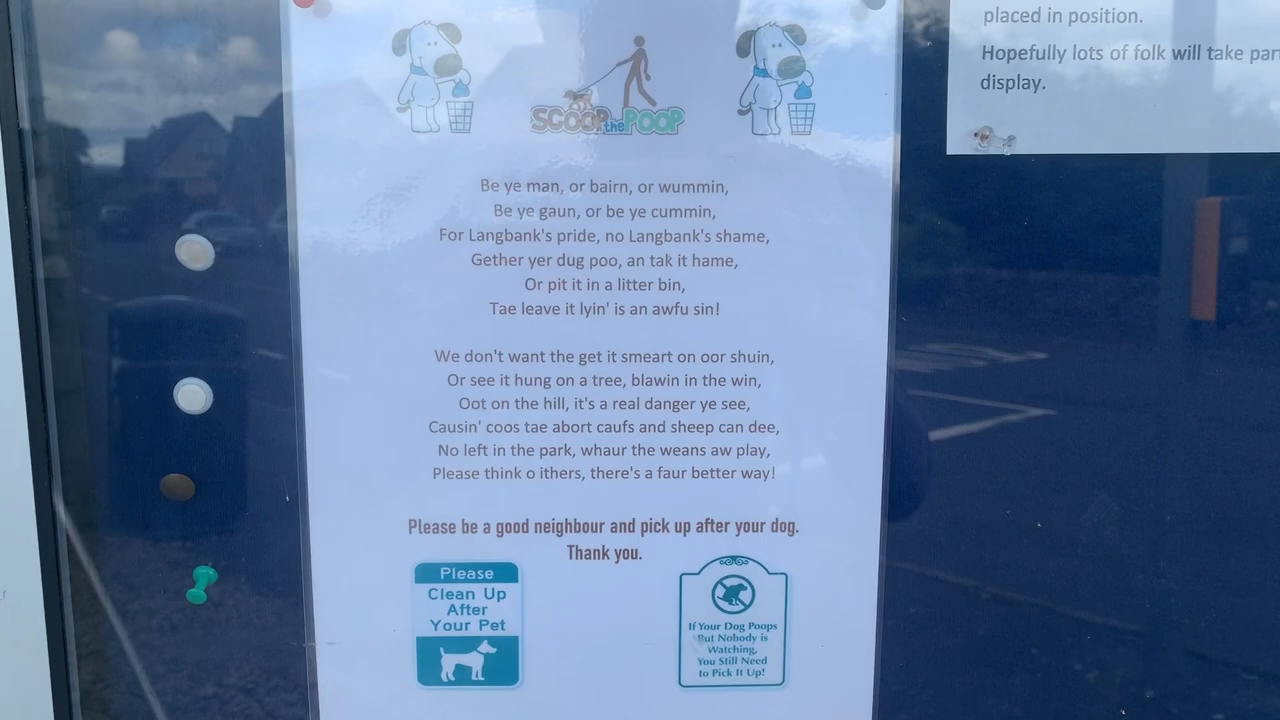 SCOOP the POOP
Be ye man, or bairn, or wummin,
Be ye gaun, or be ye cummin,
For Langbank's pride, no Langbank's shame,
Gether yer dug poo, an tak it hame,
Or pit it in a litter bin,
Tae leave it lyin' is an awfu sin!
We don't want the get it smeart on oor shuin,
Or see it hung on a tree, blawin in the win,
Oot on the hill, it's a real danger ye see,
Causin' coos tae abort caufs and sheep can dee,
No left in the park, whaur the weans aw play,
Please think o ithers, there's a faur better way!
Please be a good neighbour and pick up after your dog.
Thank you.
Please
Clean Up
After
Your Pet
If Your Dog Poops
But Nobody is
Watching,
You Still Need
to Pick It Up!
placed in position.
Hopefully lots of folk will take par
display.